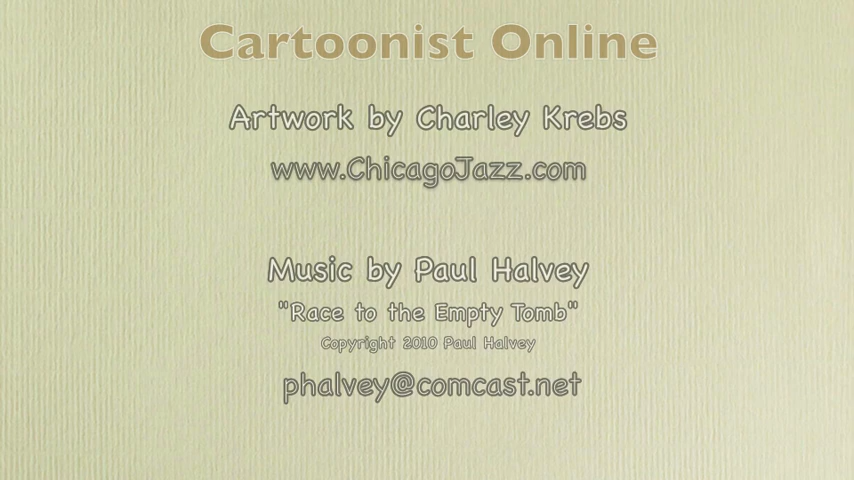 Cartoonist Online
Artwork by Charley Krebs
www.ChicagoJazz.com
Music by Paul Halvey
"Race to the Empty Tomb"
Copyright 2010 Paul Halvey
phalvey@comcast.net